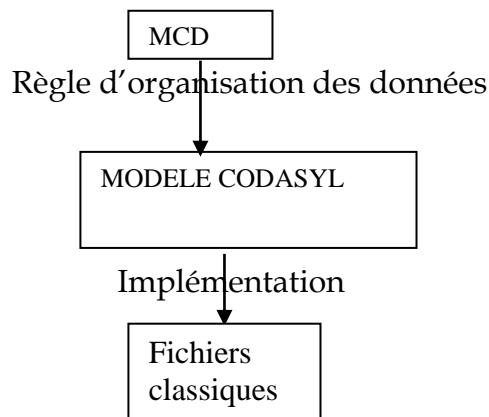 MCD
Règle d'organisation des données
MODELE CODASYL
Implémentation
Fichiers
classiques